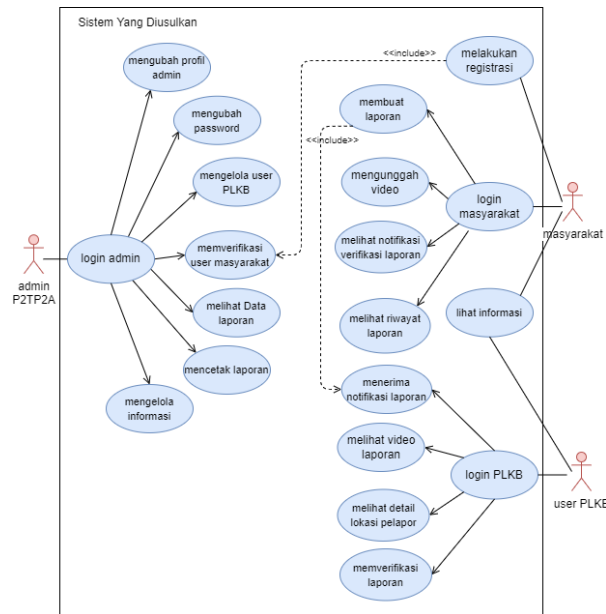 Sistem Yang Diusulkan
mengubah profil
admin
<<include>>
melakukan
registrasi
mengubah
password
membuat
laporan
<<include>>
mengelola user
PLKB
mengunggah
video
login
masyarakat
masyarakat
login admin
admin
P2TP2A
memverifikasi
user masyarakat
melihat notifikasi
verifikasi laporan
melihat Data
laporan
melihat riwayat
laporan
lihat informasi
mencetak laporan
mengelola
informasi
menerima
notifikasi laporan
melihat video
laporan
login PLKB
user PLKB
melihat detail
lokasi pelapor
memverifikasi
laporan